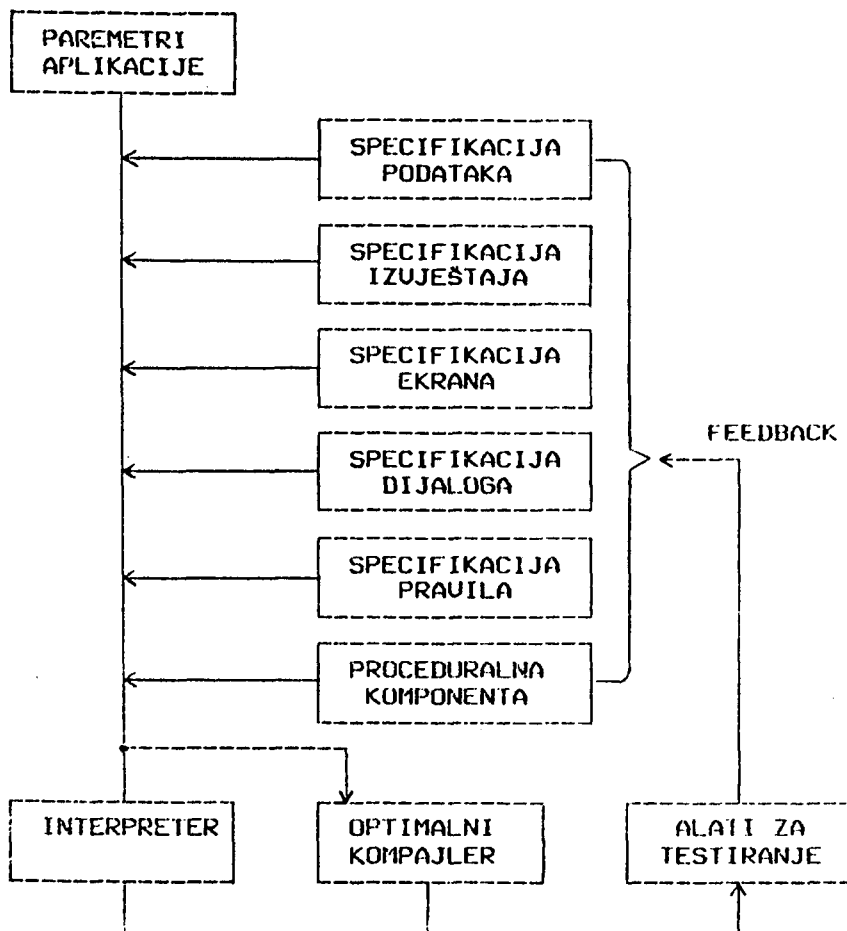 PAREMETRI
APLIKACIJE
SPECIFIKACIJA
PODATAKA
SPECIFIKACIJA
IZVJEŠTAJA
SPECIFIKACIJA
EKRANA
FEEDBACK
SPECIFIKACIJA
DIJALOGA
SPECIFIKACIJA
PRAVILA
PROCEDURALNA
KOMPONENTA
INTERPRETER
OPTIMALNI
KOMPAJLER
ALATI ZA
TESTIRANJE